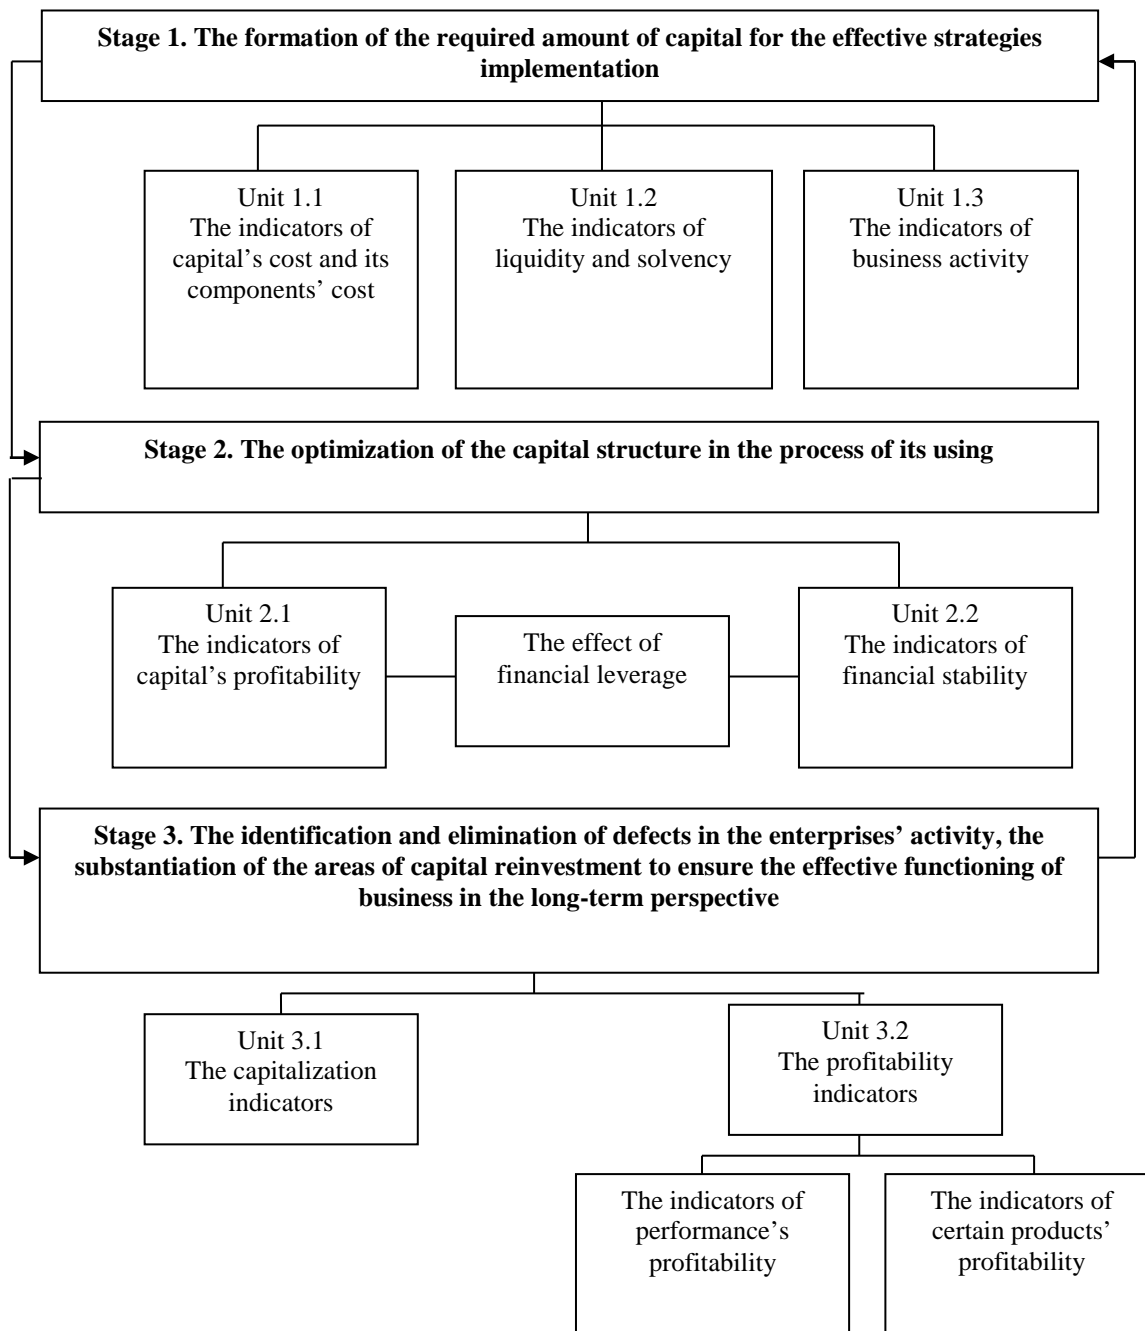 Stage 1. The formation of the required amount of capital for the effective strategies
implementation
Unit 1.1
The indicators of
capital’s cost and its
components’ cost
Unit 1.2
The indicators of
liquidity and solvency
Unit 1.3
The indicators of
business activity
Stage 2. The optimization of the capital structure in the process of its using
Unit 2.1
The indicators of
capital’s profitability
The effect of
financial leverage
Unit 2.2
The indicators of
financial stability
Stage 3. The identification and elimination of defects in the enterprises’ activity, the
substantiation of the areas of capital reinvestment to ensure the effective functioning of
business in the long-term perspective
Unit 3.1
The capitalization
indicators
Unit 3.2
The profitability
indicators
The indicators of
performance’s
profitability
The indicators of
certain products’
profitability